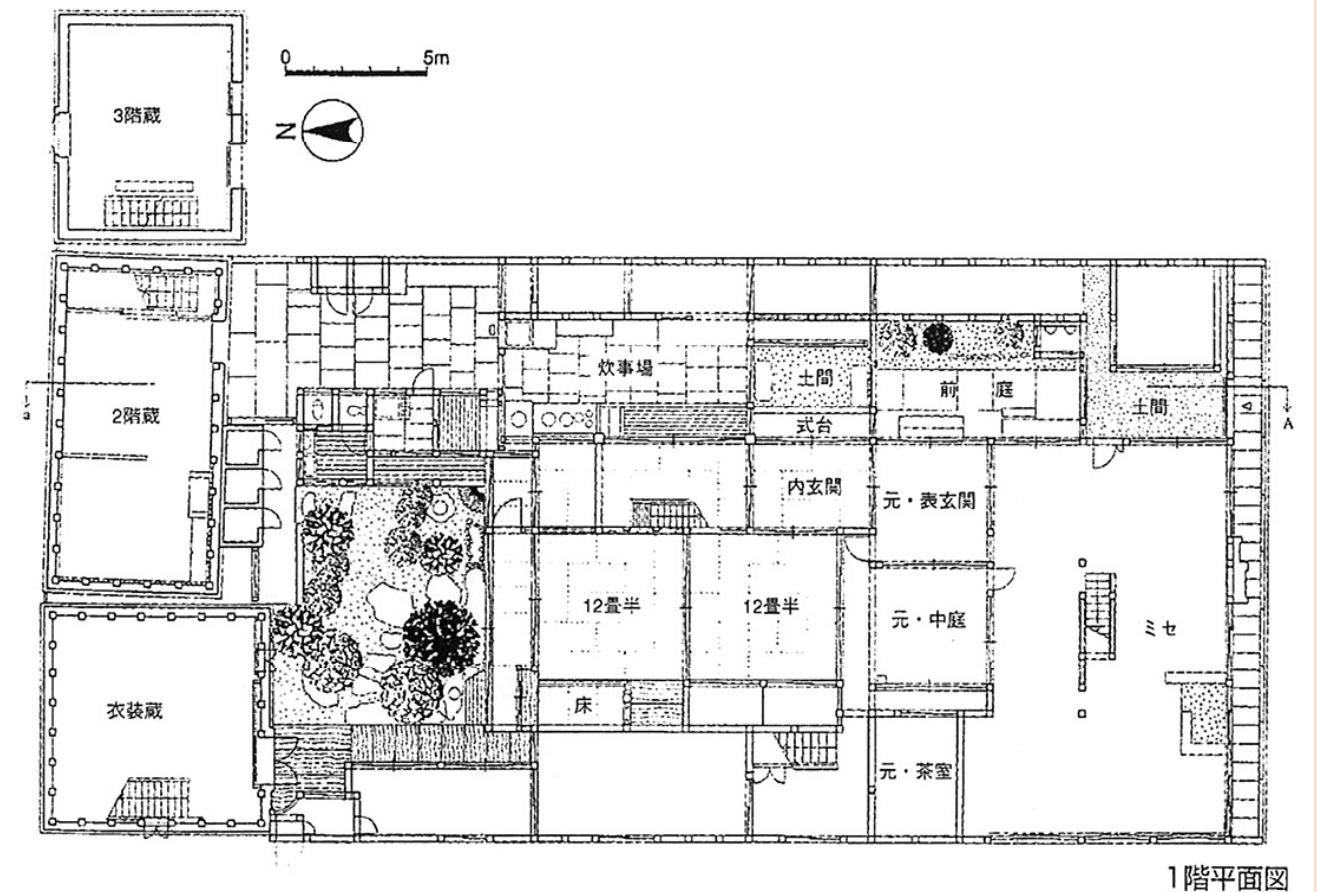 0 5m
N
3階蔵
2階蔵
a
衣装蔵
炊事場
土間
式台
前庭
土間
A
内玄関
元・表玄関
12畳半
12畳半
元・中庭
ミセ
床
元・茶室
1階平面図